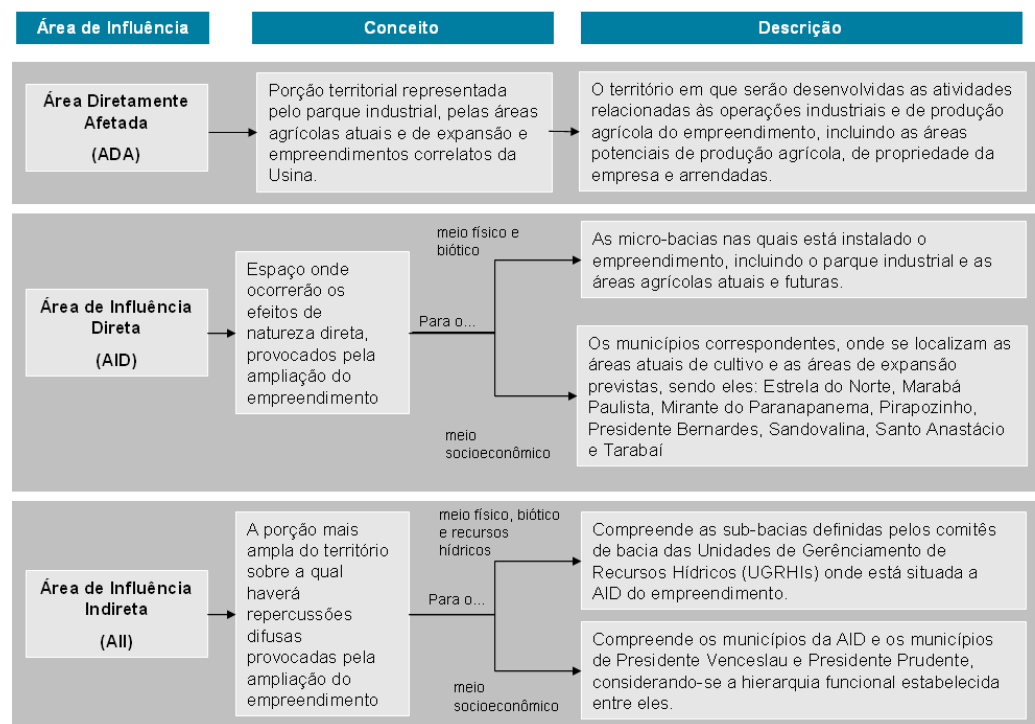 Área de Influência
Conceito
Descrição
Área Diretamente
Afetada
(ADA)
Porção territorial representada
pelo parque industrial, pelas áreas
agrícolas atuais e de expansão e
empreendimentos correlatos da
Usina.
O território em que serão desenvolvidas as atividades
relacionadas às operações industriais e de produção
agrícola do empreendimento, incluindo as áreas
potenciais de produção agrícola, de propriedade da
empresa e arrendadas.
Área de Influência
Direta
(AID)
Espaço onde
ocorrerão os
efeitos de
natureza direta,
provocados pela
ampliação do
empreendimento
Para o...
meio físico e
biótico
As micro-bacias nas quais está instalado o
empreendimento, incluindo o parque industrial e as
áreas agrícolas atuais e futuras.
meio
socioeconômico
Os municípios correspondentes, onde se localizam as
áreas atuais de cultivo e as áreas de expansão
previstas, sendo eles: Estrela do Norte, Marabá
Paulista, Mirante do Paranapanema, Pirapozinho,
Presidente Bernardes, Sandovalina, Santo Anastácio
e Tarabaí
Área de Influência
Indireta
(AII)
A porção mais
ampla do território
sobre a qual
haverá
repercussões
difusas
provocadas pela
ampliação do
empreendimento
Para o...
meio físico, biótico
e recursos
hídricos
Compreende as sub-bacias definidas pelos comitês
de bacia das Unidades de Gerênciamento de
Recursos Hídricos (UGRHIs) onde está situada a
AID do empreendimento.
meio
socioeconômico
Compreende os municípios da AID e os municípios
de Presidente Venceslau e Presidente Prudente,
considerando-se a hierarquia funcional estabelecida
entre eles.